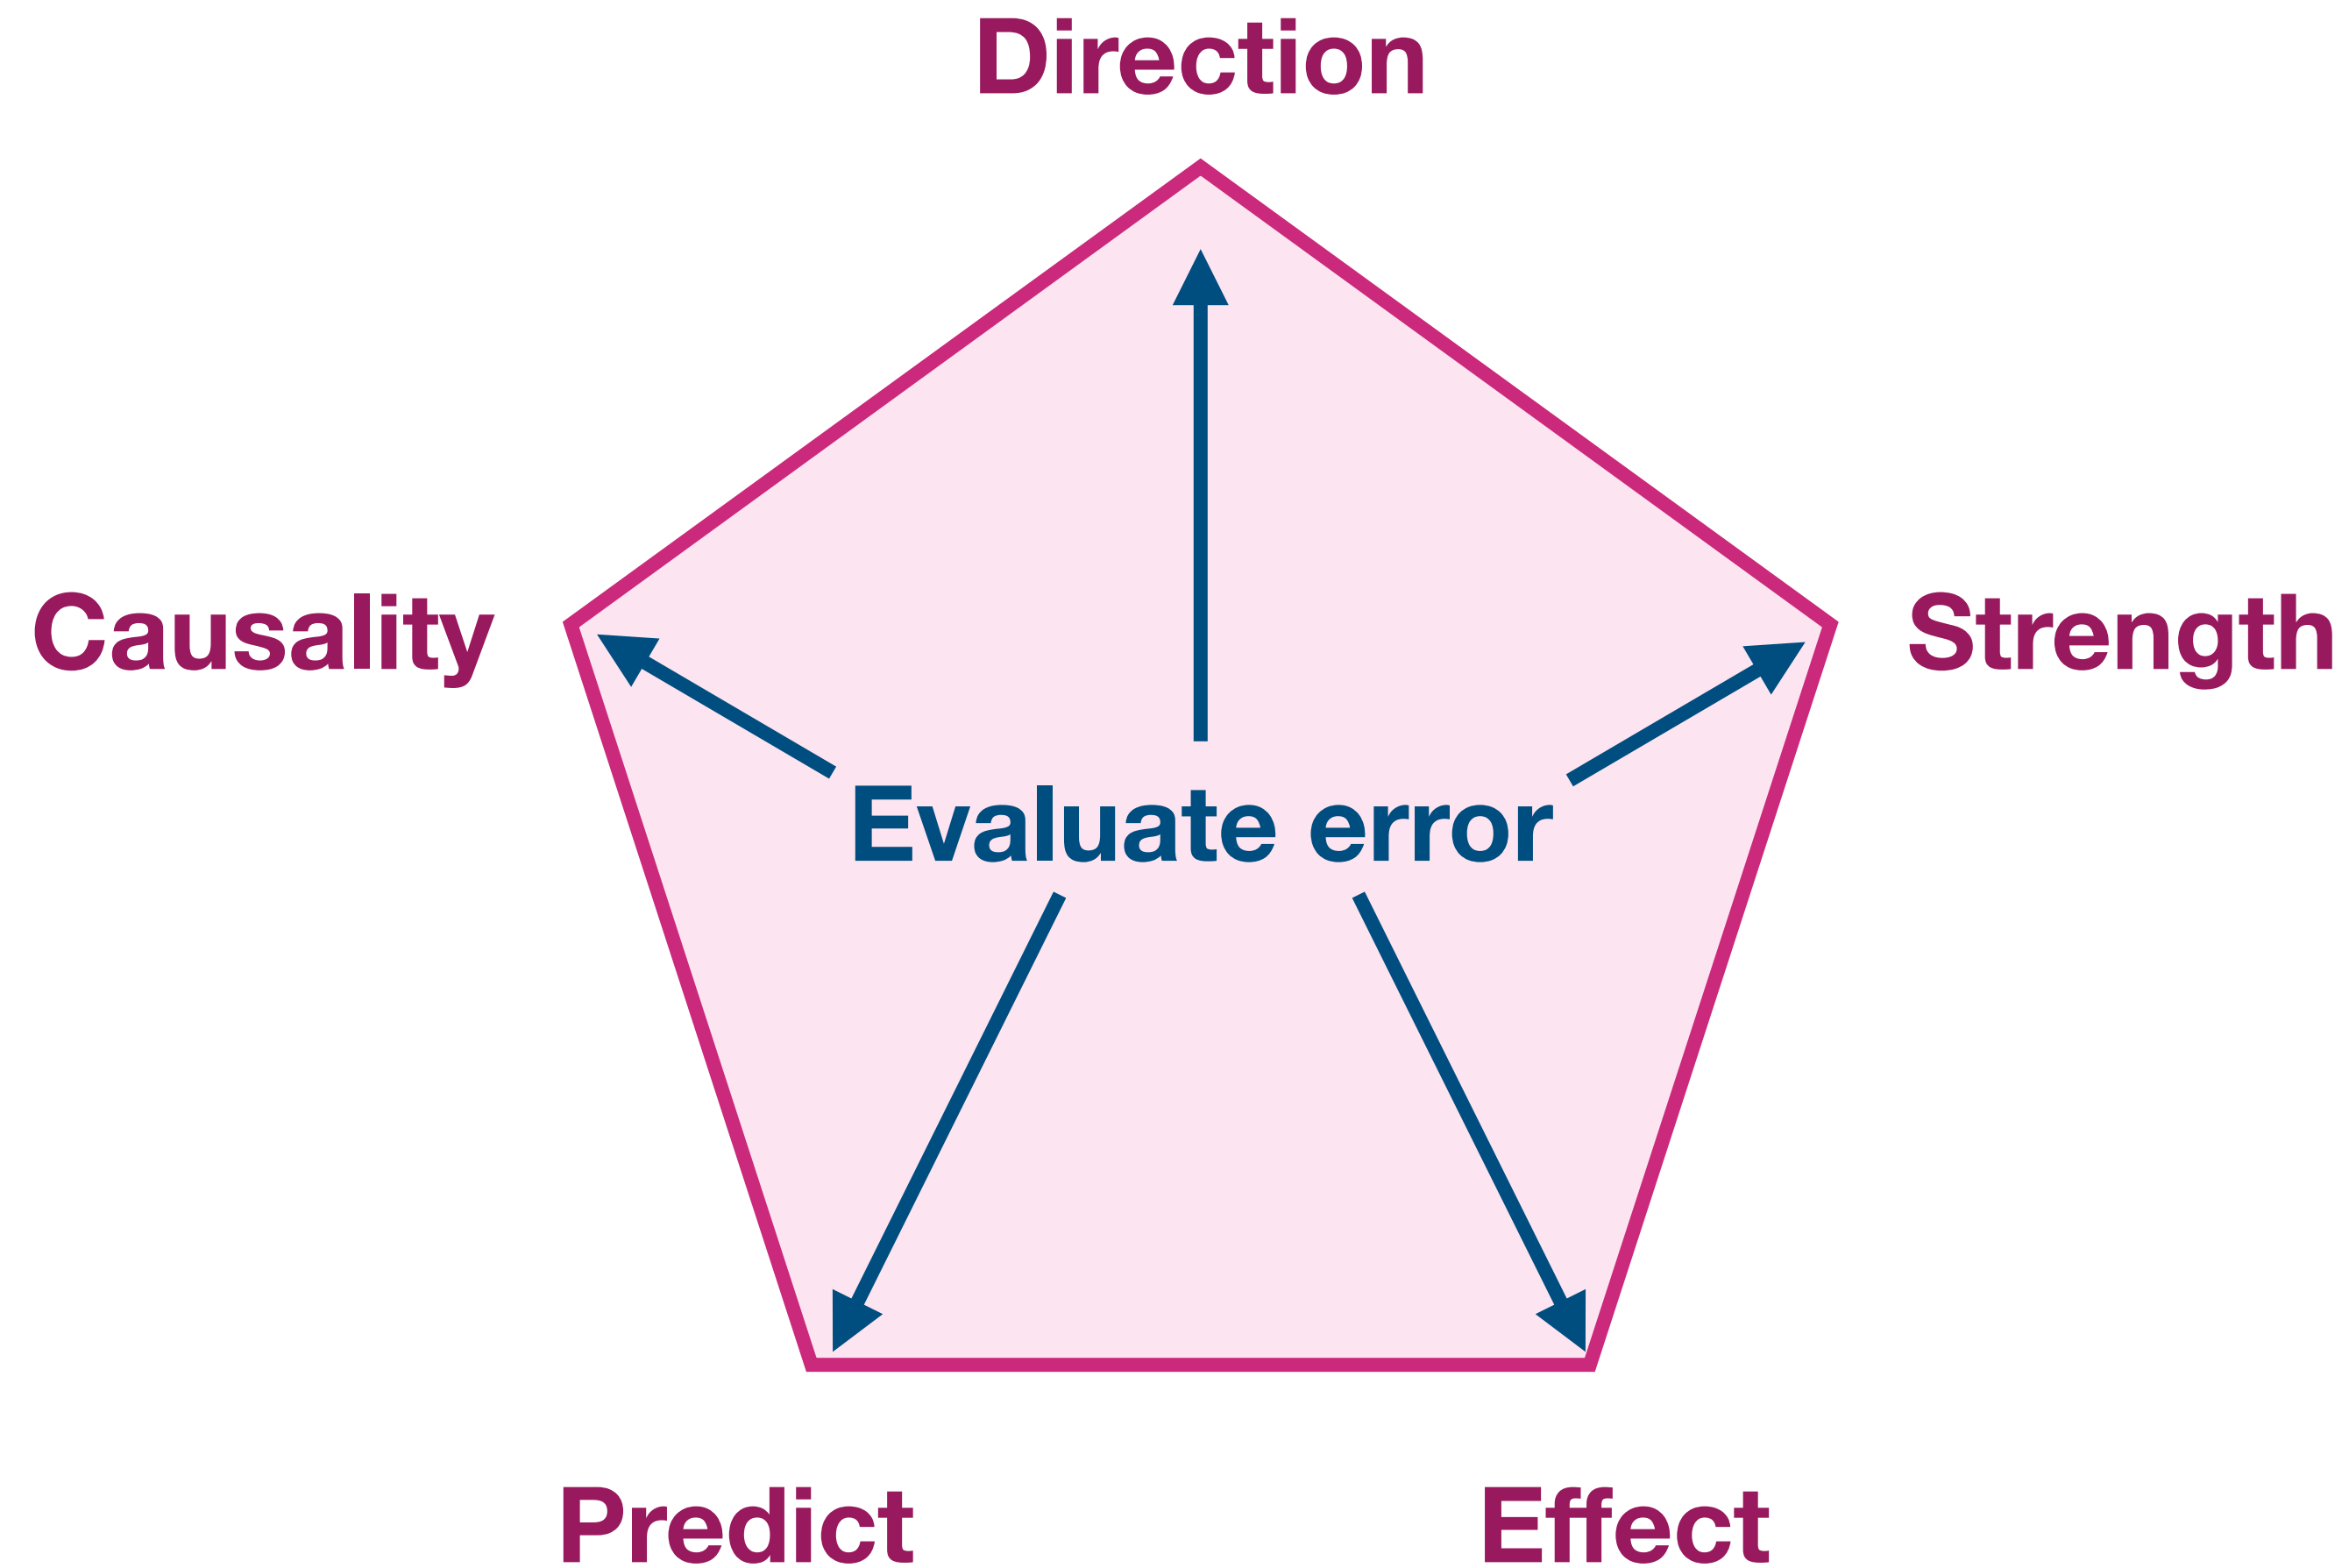 Direction
Causality
Strength
Evaluate error
Predict
Effect